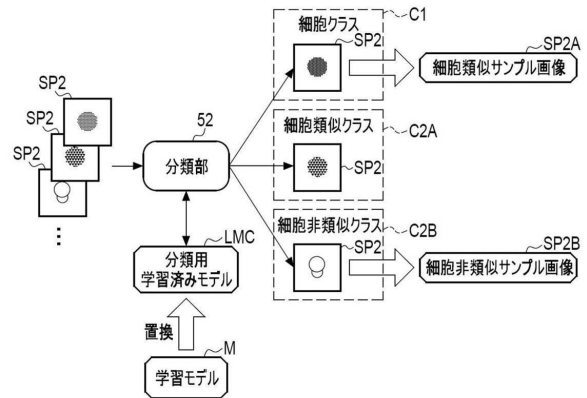 細胞クラス
C1
SP2
SP2A
細胞類似サンプル画像
SP2
SP2
SP2
52
分類部
細胞類似クラス
C2A
SP2
細胞非類似クラス
C2B
SP2
SP2B
細胞非類似サンプル画像
LMC
分類用
学習済みモデル
置換
M
学習モデル